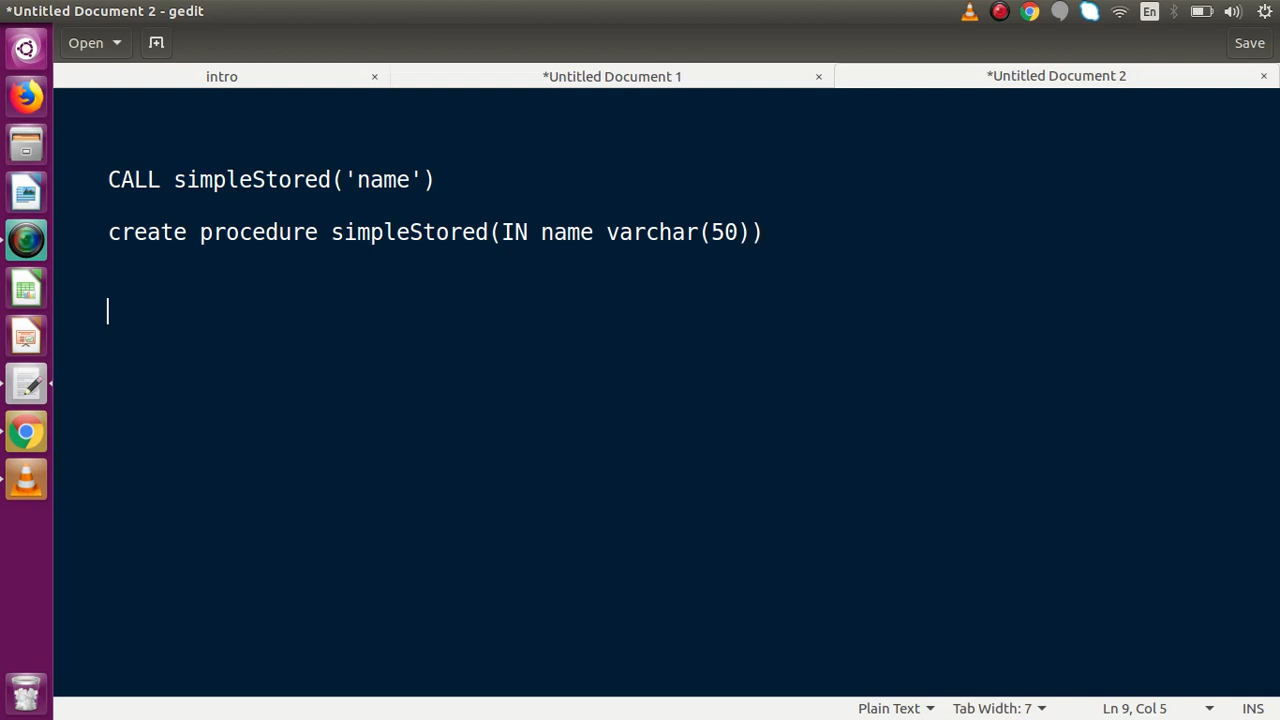 *Untitled Document 2 - gedit
En
Open
Save
intro
*Untitled Document 1
*Untitled Document 2
CALL simpleStored('name')
create procedure simpleStored(IN name varchar(50))
Plain Text
Tab Width: 7
Ln 9, Col 5
INS